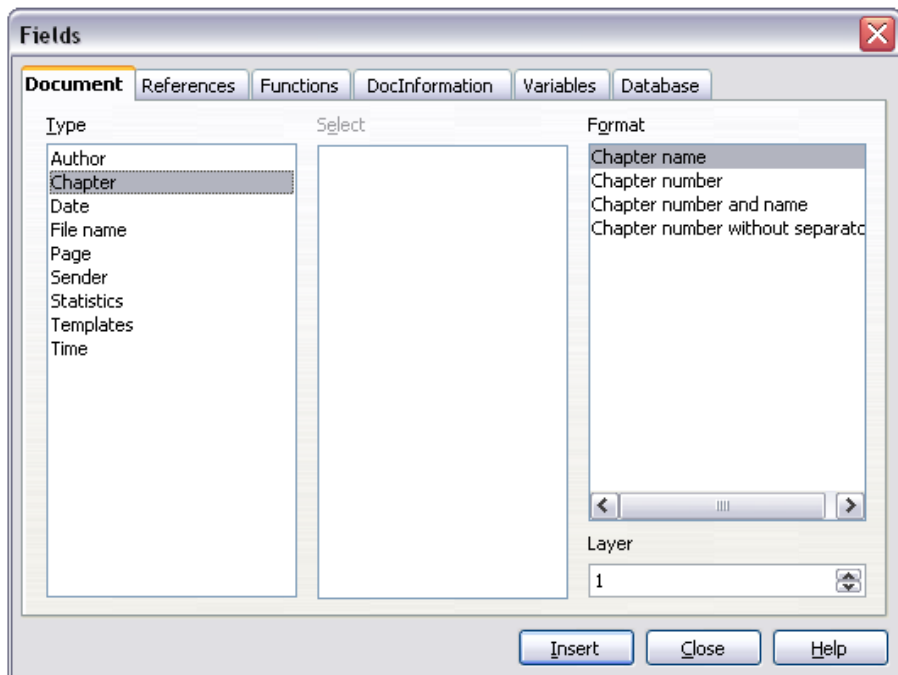 Fields
Document References Functions DocInformation Variables Database
Type
Author
Chapter
Date
File name
Page
Sender
Statistics
Templates
Time
Select
Format
Chapter name
Chapter number
Chapter number and name
Chapter number without separato
Layer
1
Insert Close Help